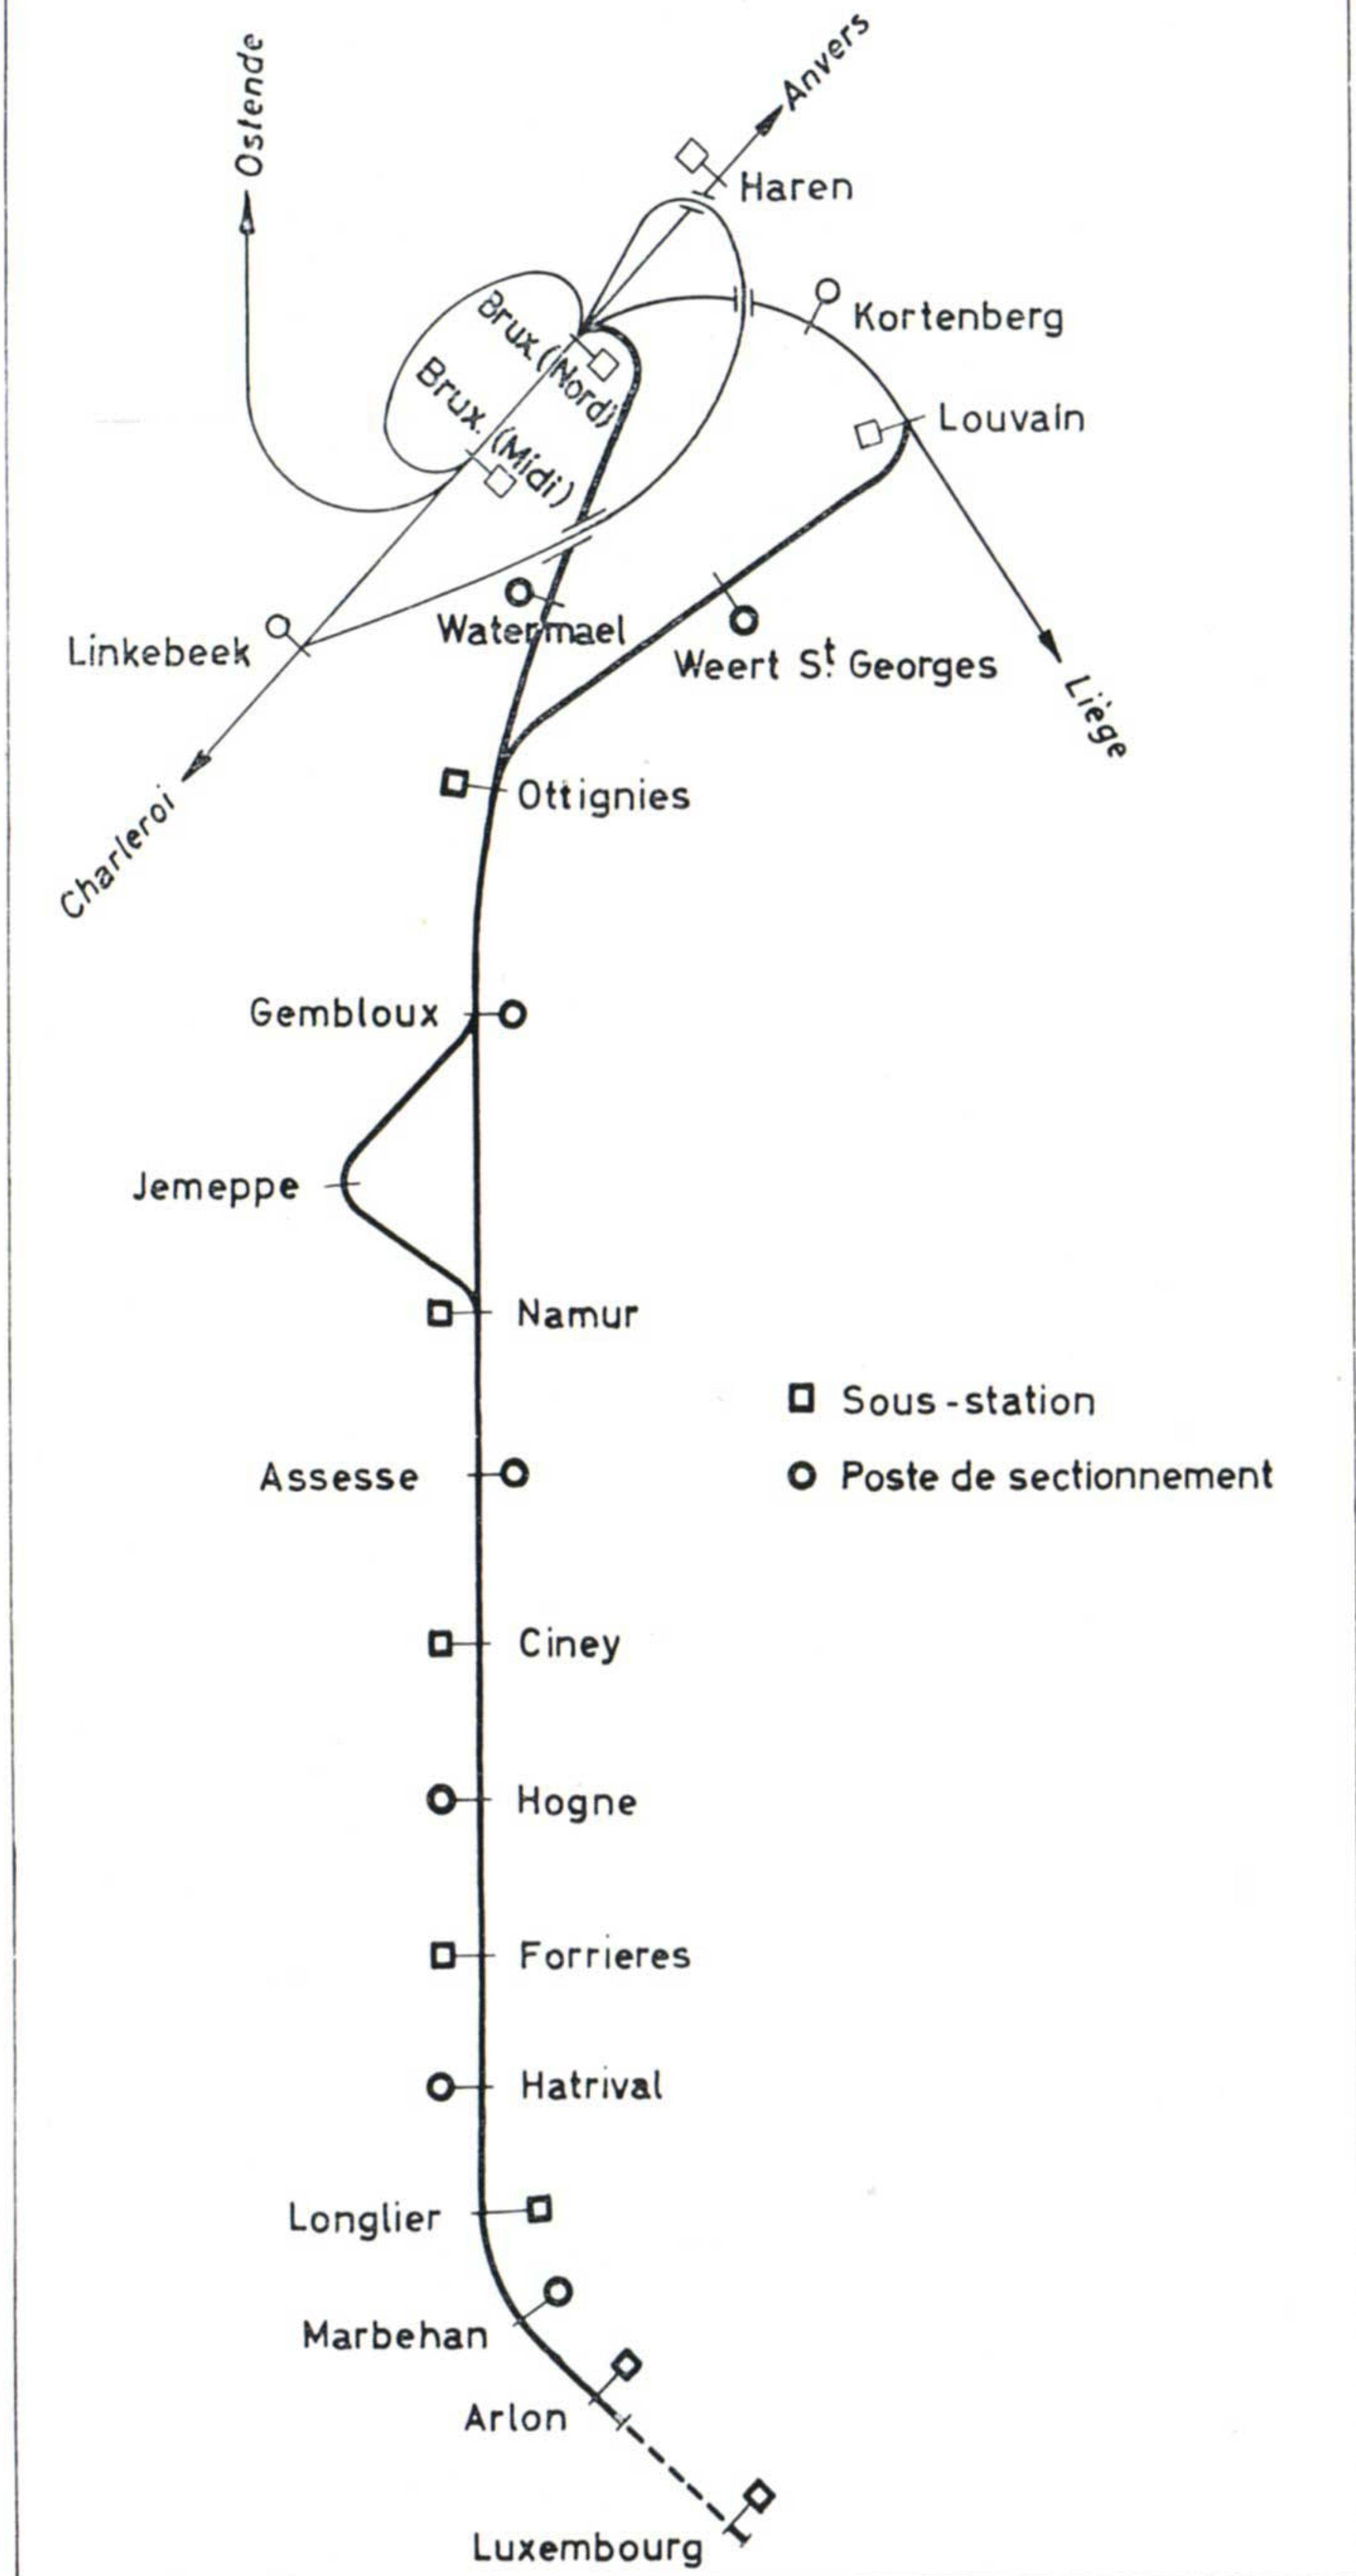 Ostende
Anvers
Haren
Brux. (Nord)
Kortenberg
Brux. (Midi)
Louvain
Watermael
Linkebeek
Weert St. Georges
Liège
Ottignies
Charleroi
Gembloux
Jemeppe
Namur
Sous-station
Assesse
Poste de sectionnement
Ciney
Hogne
Forrieres
Hatrival
Longlier
Marbehan
Arlon
Luxembourg